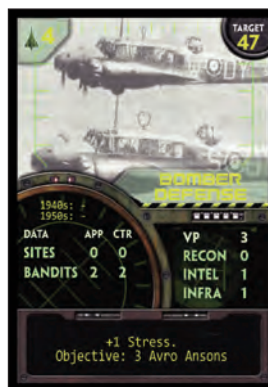 4
TARGET
47
BOMBER
DEFENSE
1940s: -
1950s: -
DATA APP CTR
SITES 0 0
BANDITS 2 2
VP 3
RECON 0
INTEL 1
INFRA 1
+1 Stress.
Objective: 3 Avro Ansons